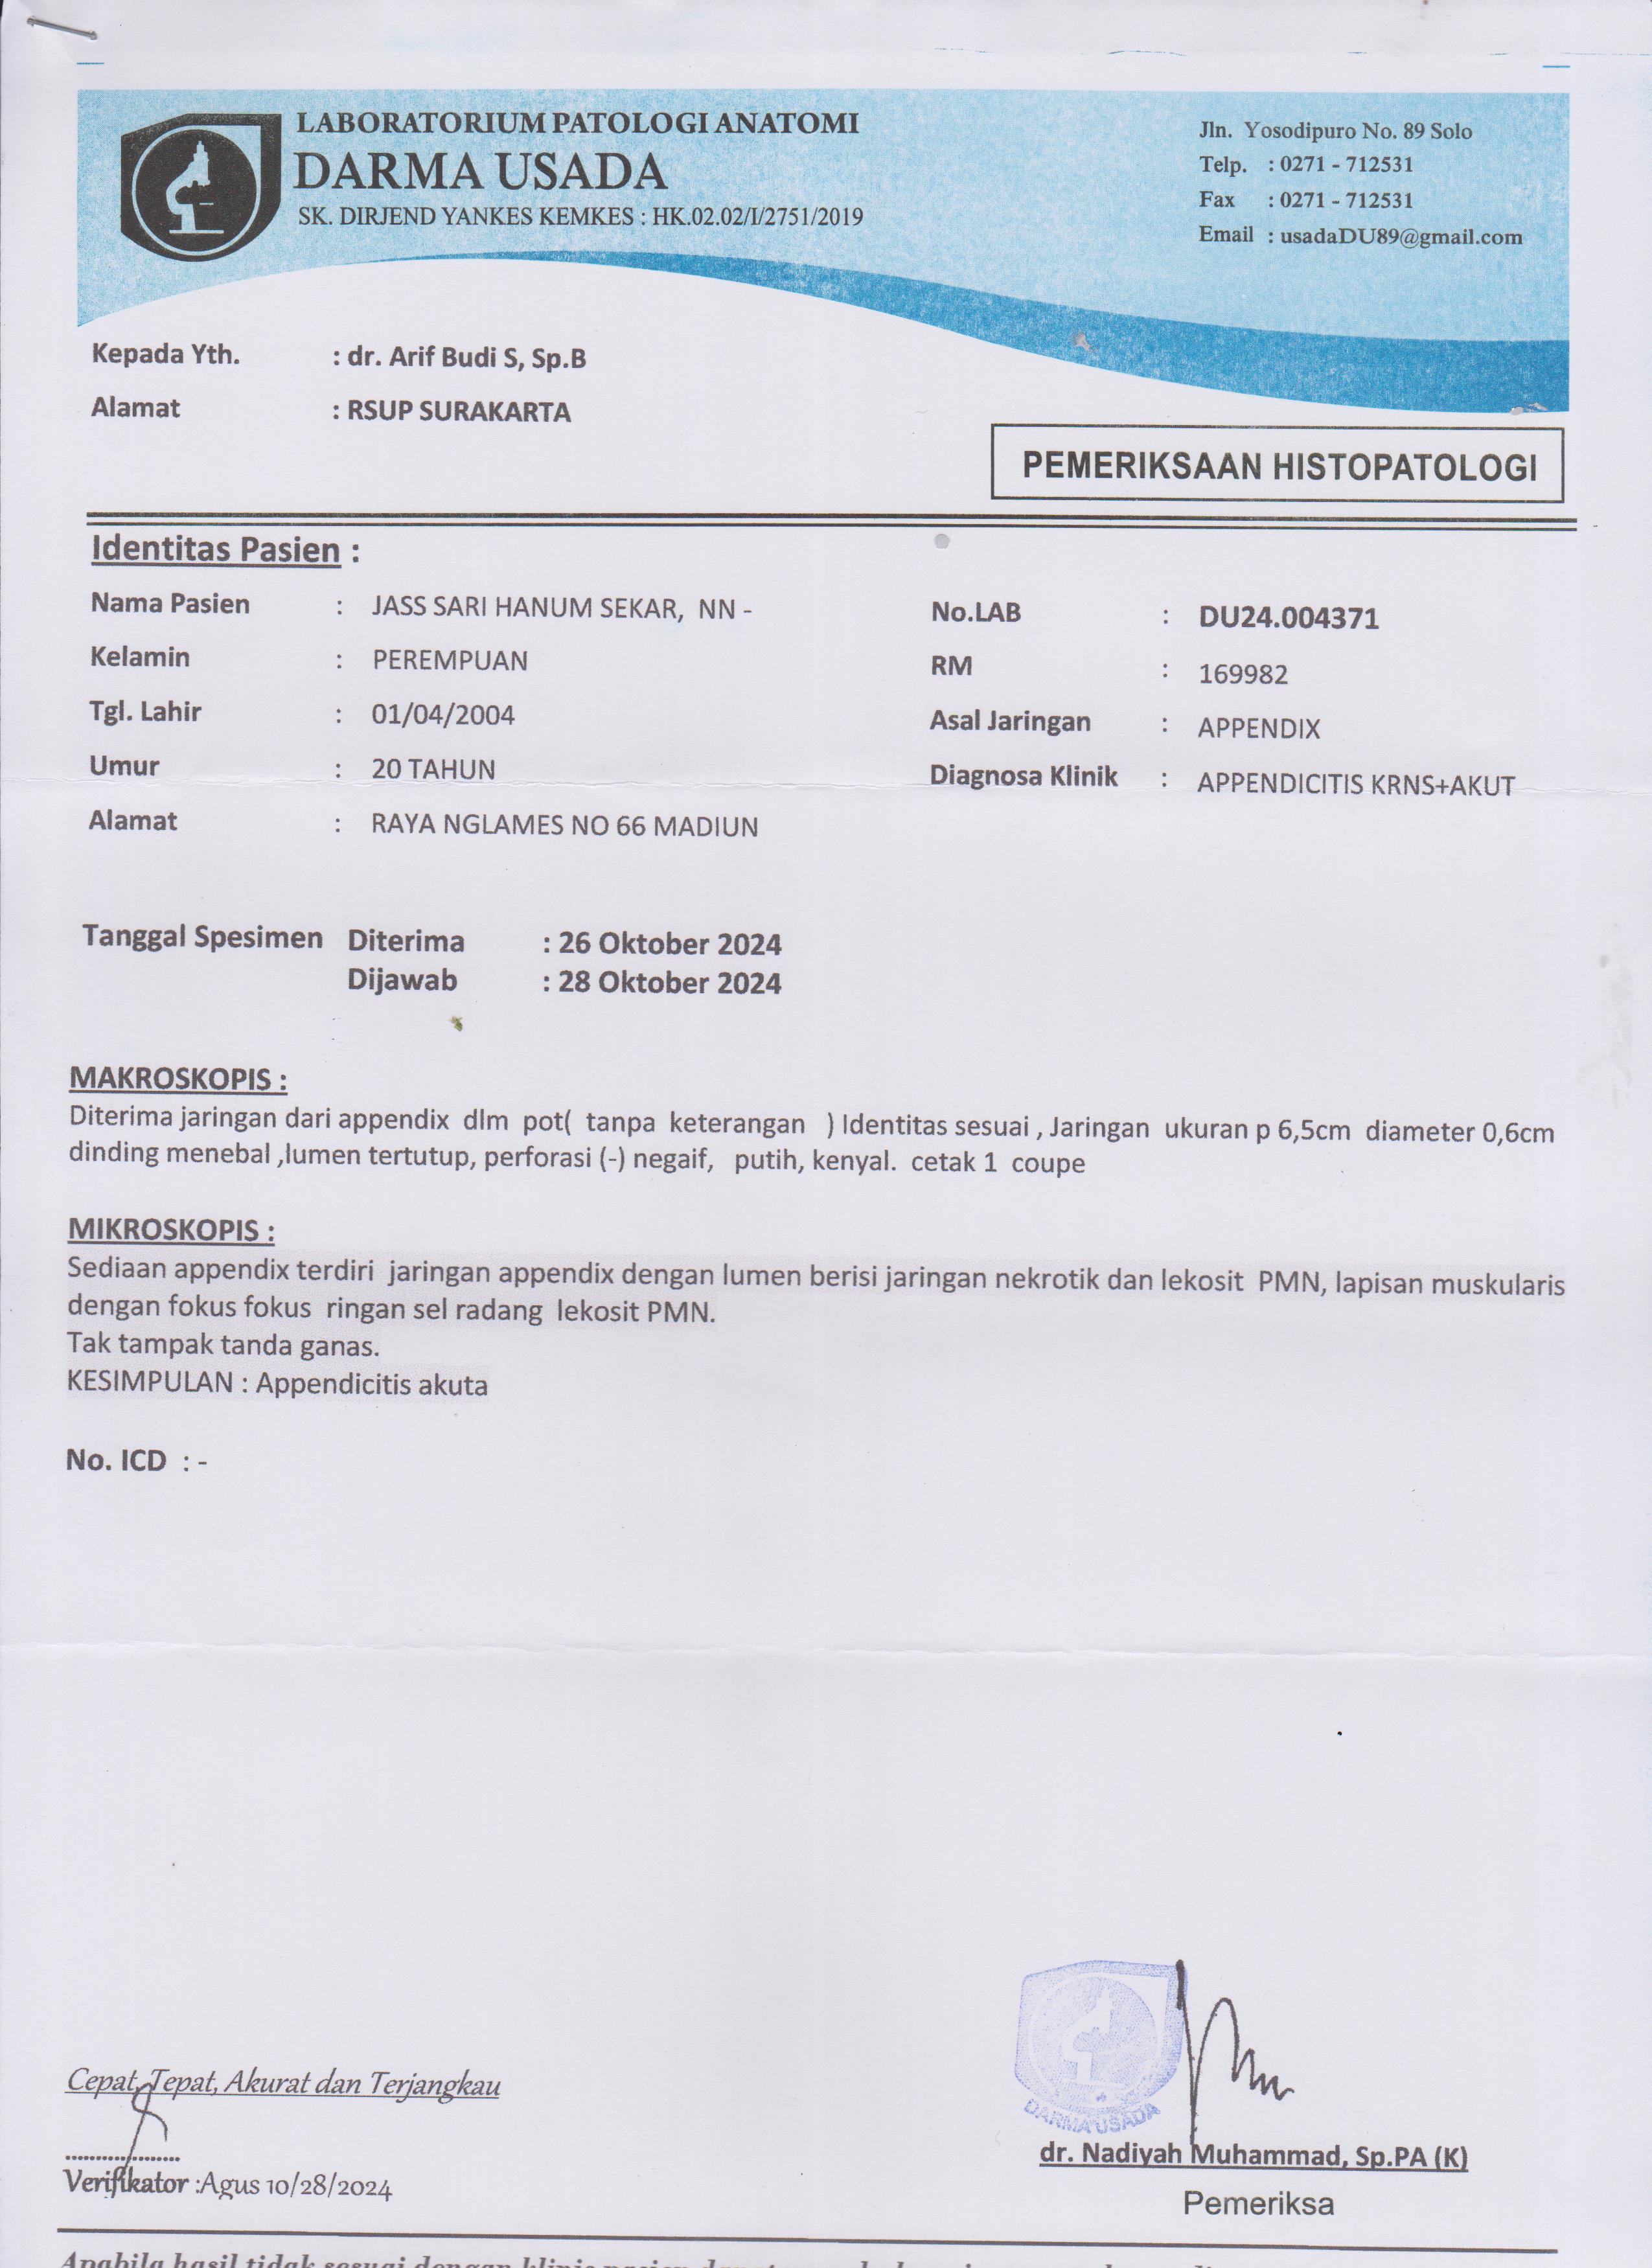 LABORATORIUM PATOLOGI ANATOMI
DARMA USADA
SK. DIRJEND YANKES KEMKES : HK.02.02/I/2751/2019
Jln. Yosodipuro No. 89 Solo
Telp. : 0271 - 712531
Fax : 0271 - 712531
Email : usadaDU89@gmail.com
Kepada Yth. : dr. Arif Budi S, Sp.B
Alamat : RSUP SURAKARTA
PEMERIKSAAN HISTOPATOLOGI
Identitas Pasien :
Nama Pasien : JASS SARI HANUM SEKAR, NN -
Kelamin : PEREMPUAN
Tgl. Lahir : 01/04/2004
Umur : 20 TAHUN
Alamat : RAYA NGLAMES NO 66 MADIUN
No.LAB : DU24.004371
RM : 169982
Asal Jaringan : APPENDIX
Diagnosa Klinik : APPENDICITIS KRNS+AKUT
Tanggal Spesimen Diterima : 26 Oktober 2024
Dijawab : 28 Oktober 2024
MAKROSKOPIS :
Diterima jaringan dari appendix dlm pot( tanpa keterangan ) Identitas sesuai , Jaringan ukuran p 6,5cm diameter 0,6cm
dinding menebal ,lumen tertutup, perforasi (-) negaif, putih, kenyal. cetak 1 coupe
MIKROSKOPIS :
Sediaan appendix terdiri jaringan appendix dengan lumen berisi jaringan nekrotik dan lekosit PMN, lapisan muskularis
dengan fokus fokus ringan sel radang lekosit PMN.
Tak tampak tanda ganas.
KESIMPULAN : Appendicitis akuta
No. ICD : -
Cepat, Tepat, Akurat dan Terjangkau
....................
Verifikator :Agus 10/28/2024
DARMA USADA
dr. Nadiyah Muhammad, Sp.PA (K)
Pemeriksa
Apabila hasil tidak sesuai dengan klinis pasien